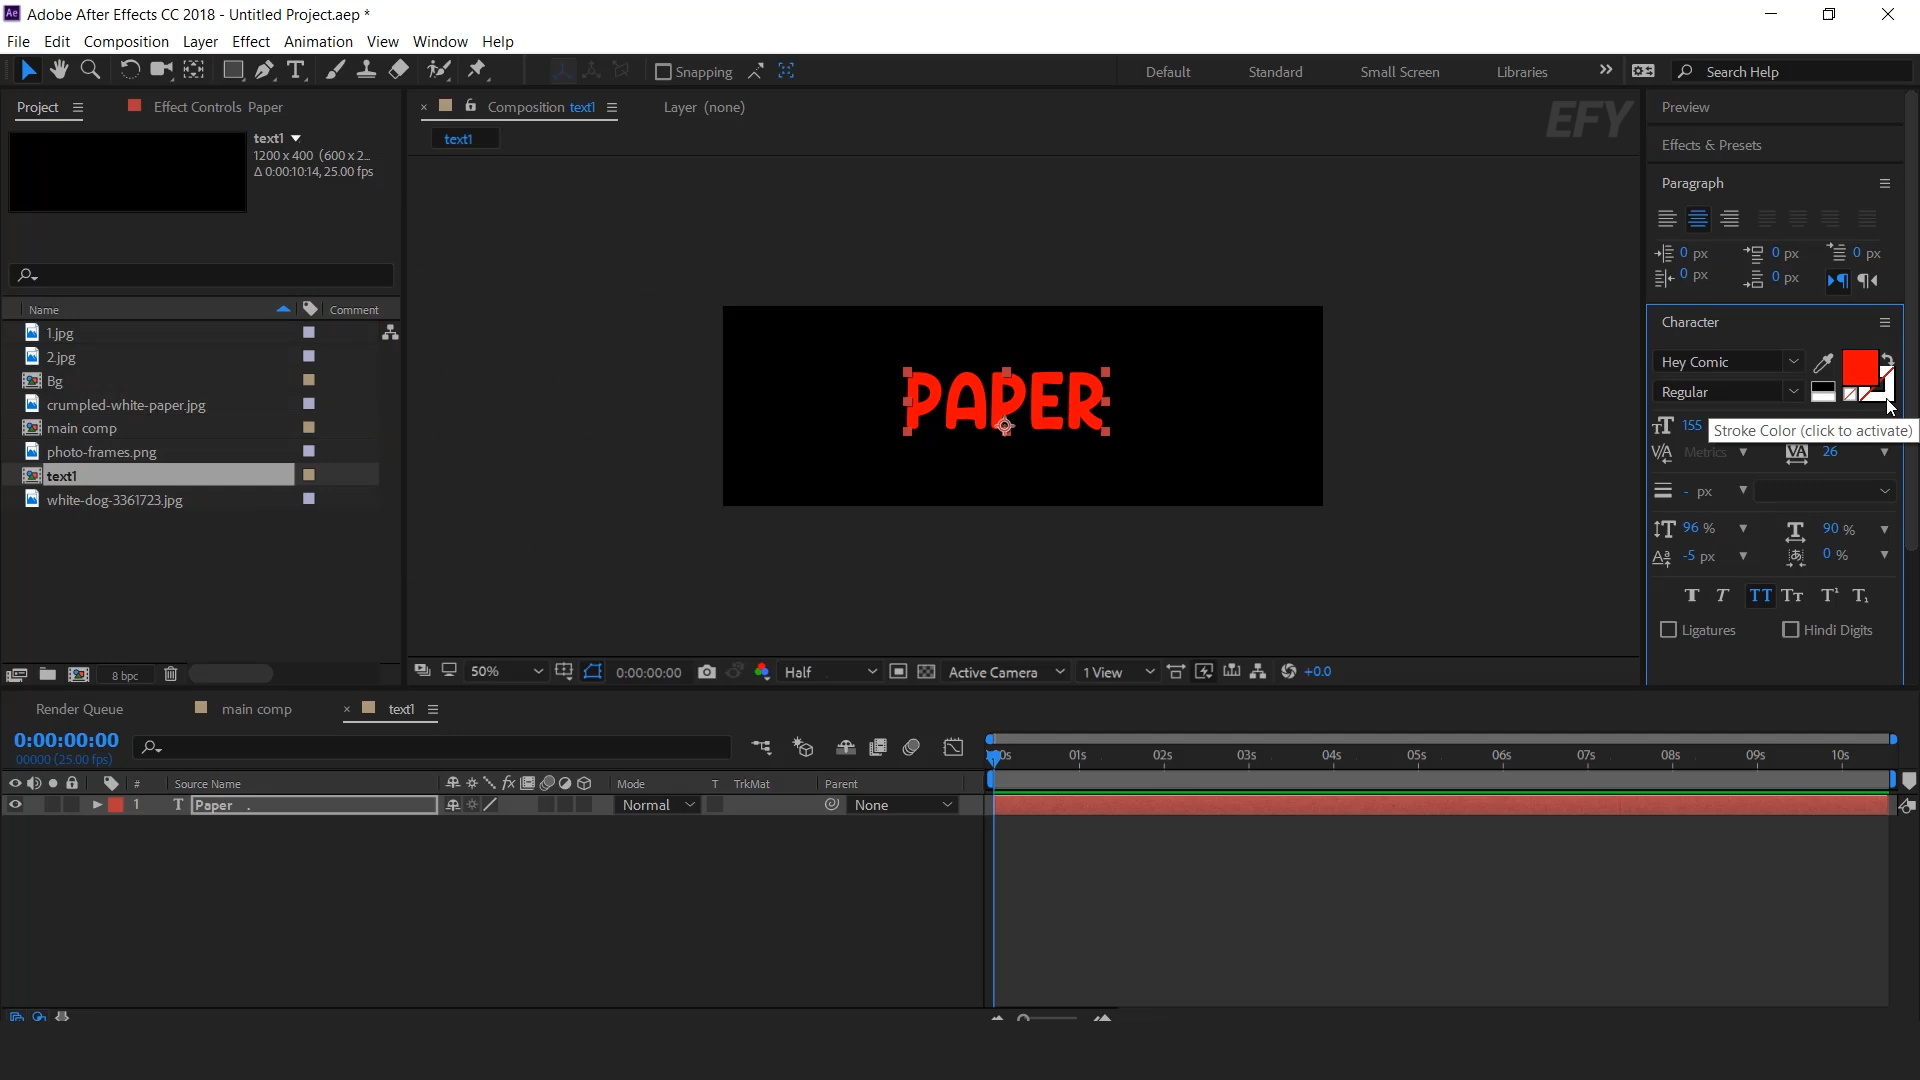 Adobe After Effects CC 2018 - Untitled Project.aep *
File Edit Composition Layer Effect Animation View Window Help
Snapping Default Standard Small Screen Libraries Search Help
Project Effect Controls Paper
text1
1200 x 400 (600 x 2...
Δ 0:00:10:14, 25.00 fps
Name Comment
1.jpg
2.jpg
Bg
crumpled-white-paper.jpg
main comp
photo-frames.png
text1
white-dog-3361723.jpg
8 bpc
Composition text1 Layer (none)
text1
EFY
PAPER
50% 0:00:00:00 Half Active Camera 1 View +0.0
Preview
Effects & Presets
Paragraph
0 px 0 px 0 px
0 px 0 px
Character
Hey Comic
Regular
155
Stroke Color (click to activate)
Metrics 26
- px
96 % 90 %
-5 px 0 %
T T TT Tт T¹ T₁
Ligatures Hindi Digits
Render Queue main comp text1
0:00:00:00
00000 (25.00 fps)
# Source Name Mode T TrkMat Parent
1 T Paper . Normal None
00s 01s 02s 03s 04s 05s 06s 07s 08s 09s 10s